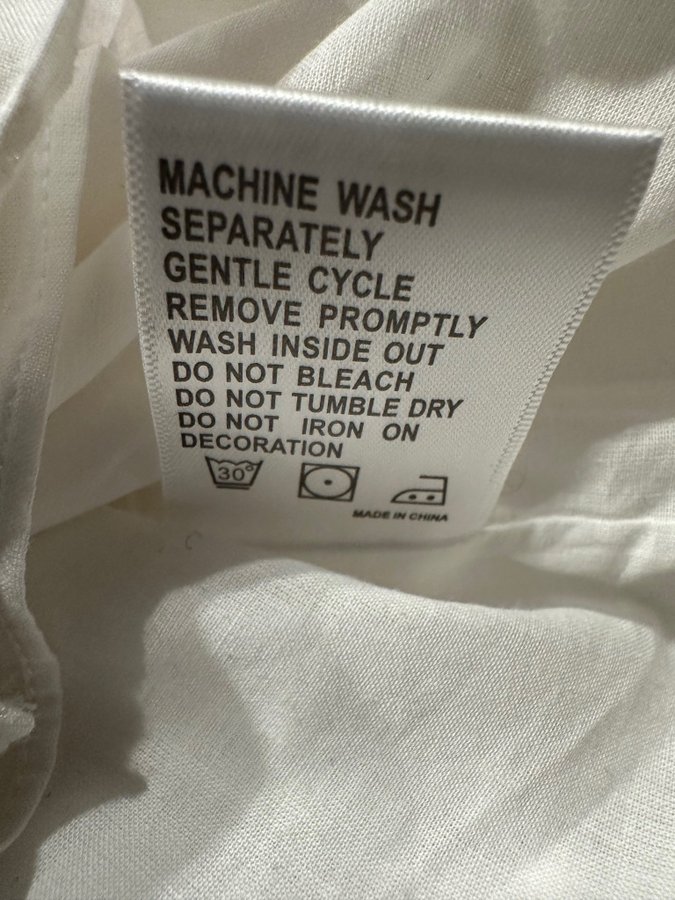 MACHINE WASH
SEPARATELY
GENTLE CYCLE
REMOVE PROMPTLY
WASH INSIDE OUT
DO NOT BLEACH
DO NOT TUMBLE DRY
DO NOT IRON ON
DECORATION
30°
MADE IN CHINA